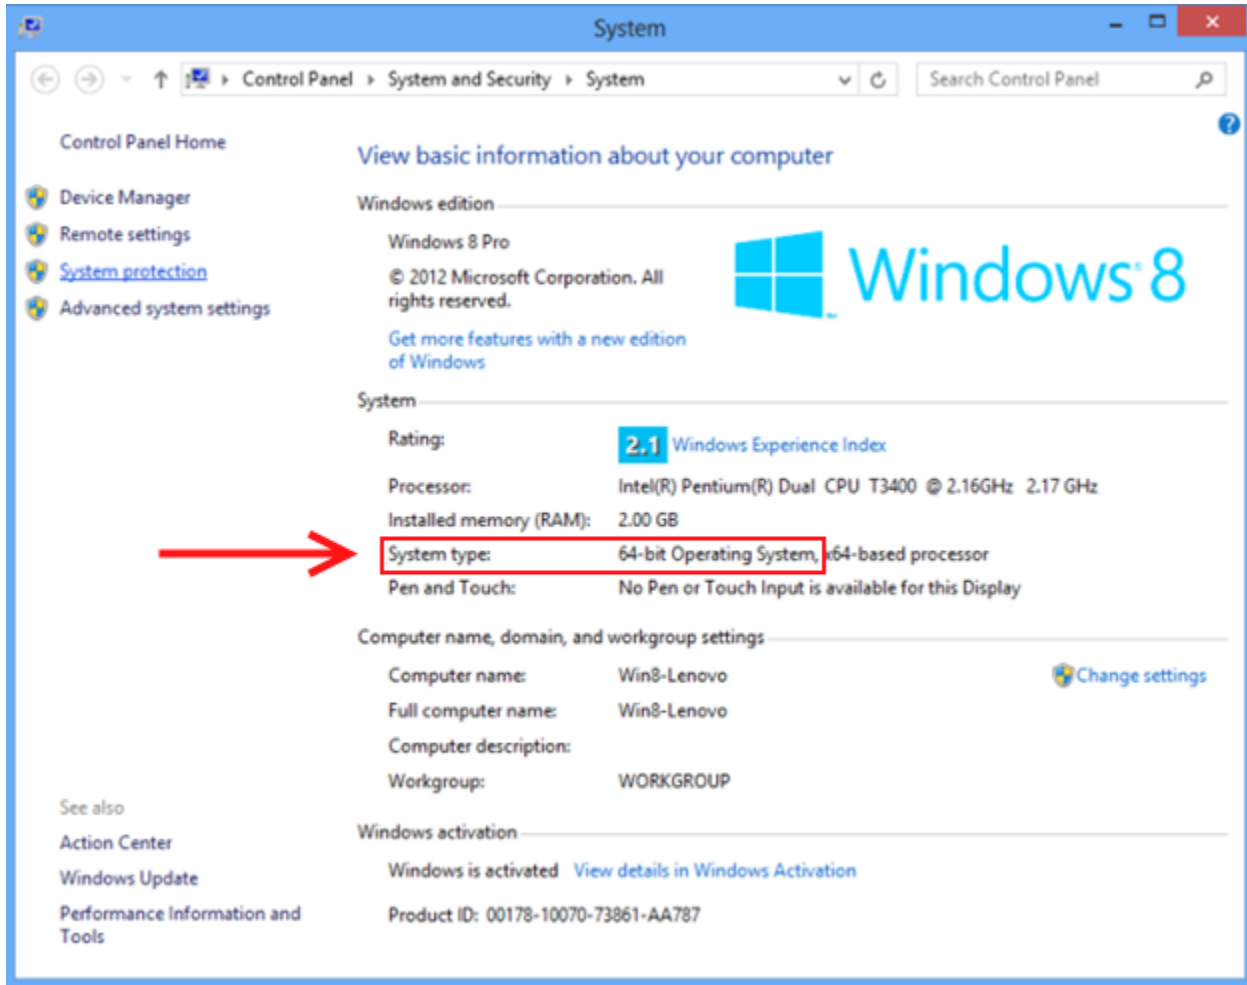 System
Control Panel ▸ System and Security ▸ System
Search Control Panel
Control Panel Home
Device Manager
Remote settings
System protection
Advanced system settings
View basic information about your computer
Windows edition
Windows 8 Pro
© 2012 Microsoft Corporation. All
rights reserved.
Get more features with a new edition
of Windows
Windows 8
System
Rating: 2.1 Windows Experience Index
Processor: Intel(R) Pentium(R) Dual CPU T3400 @ 2.16GHz 2.17 GHz
Installed memory (RAM): 2.00 GB
System type: 64-bit Operating System, x64-based processor
Pen and Touch: No Pen or Touch Input is available for this Display
Computer name, domain, and workgroup settings
Computer name: Win8-Lenovo
Change settings
Full computer name: Win8-Lenovo
Computer description:
Workgroup: WORKGROUP
Windows activation
Windows is activated View details in Windows Activation
Product ID: 00178-10070-73861-AA787
See also
Action Center
Windows Update
Performance Information and
Tools